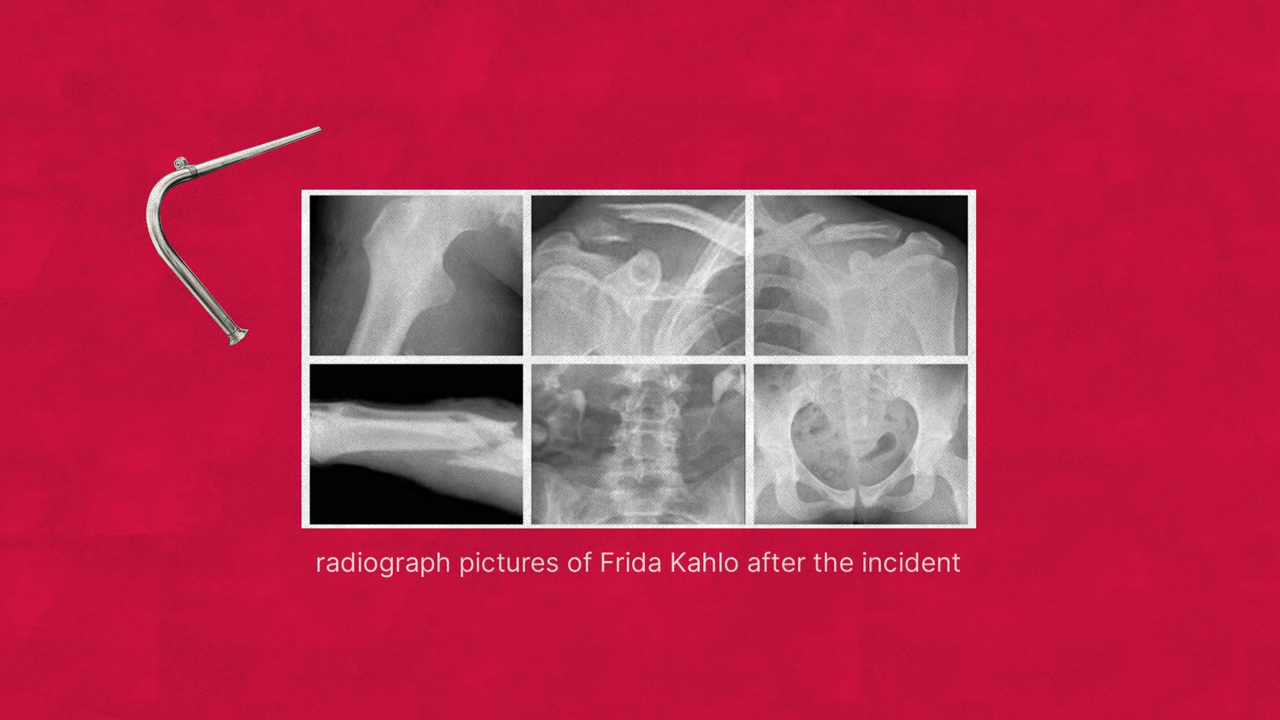 radiograph pictures of Frida Kahlo after the incident